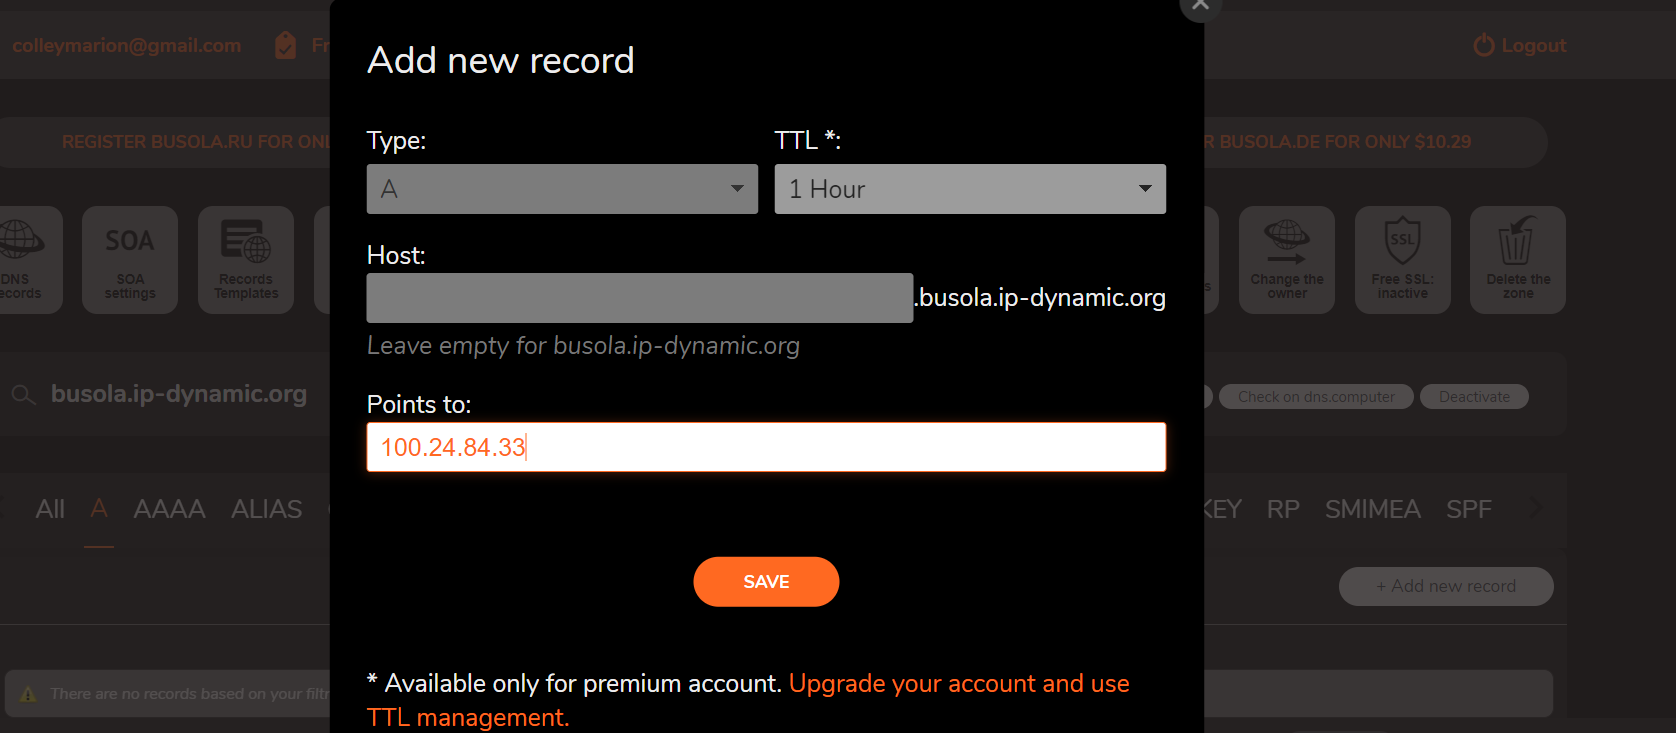 colleymarion@gmail.com
Fr
Logout
Add new record
REGISTER BUSOLA.RU FOR ONL
R BUSOLA.DE FOR ONLY $10.29
Type:
TTL *:
A
1 Hour
DNS
ecords
SOA
SOA
settings
Records
Templates
s
Change the
owner
SSL
Free SSL:
inactive
Delete the
zone
Host:
.busola.ip-dynamic.org
Leave empty for busola.ip-dynamic.org
busola.ip-dynamic.org
Check on dns.computer
Deactivate
Points to:
100.24.84.33
All A AAAA ALIAS
KEY RP SMIMEA SPF
SAVE
+ Add new record
There are no records based on your filt
* Available only for premium account. Upgrade your account and use
TTL management.